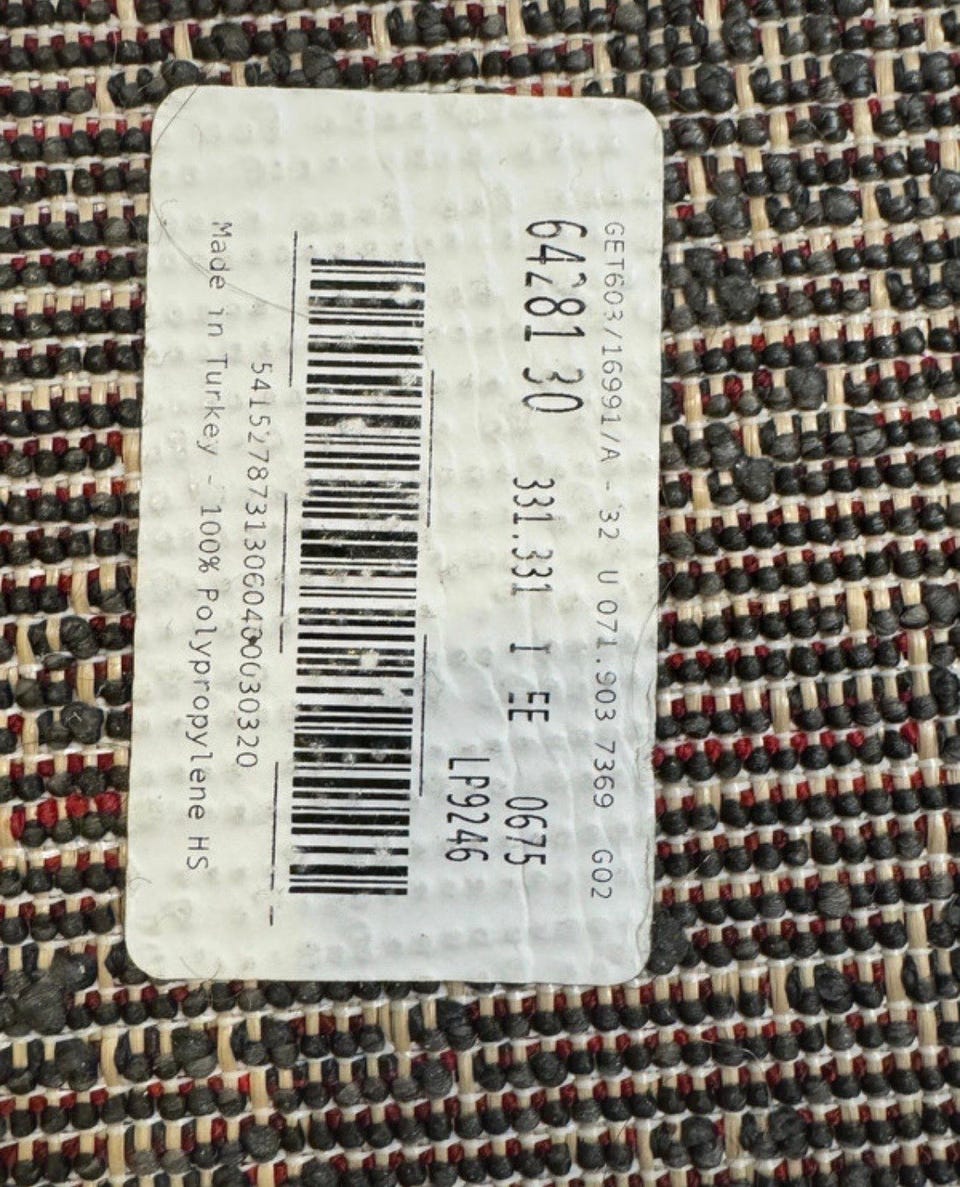 GET603/16991/A - 32 U 071.903 7369 G02
64281 30 331.331 I EE 0675
LP9246
5415278731306040030320
Made in Turkey - 100% Polypropylene HS